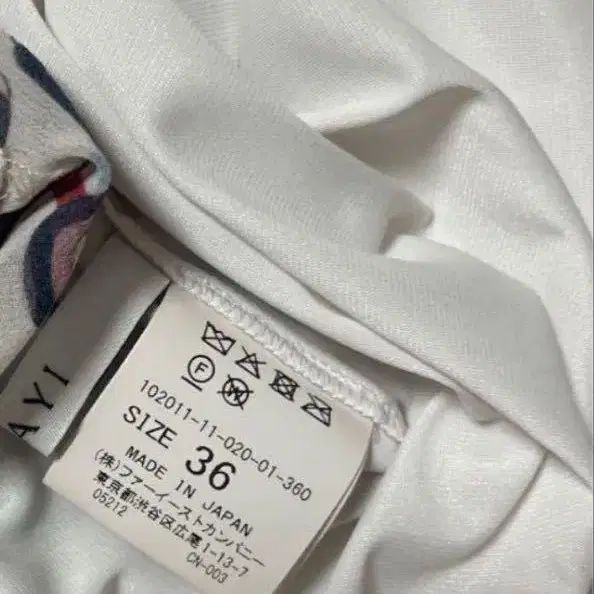 AYI
F
W
102011-11-020-01-360
SIZE 36
MADE IN JAPAN
(株)ファーイーストカンパニー
東京都渋谷区広尾1-13-7
05212
CN-003